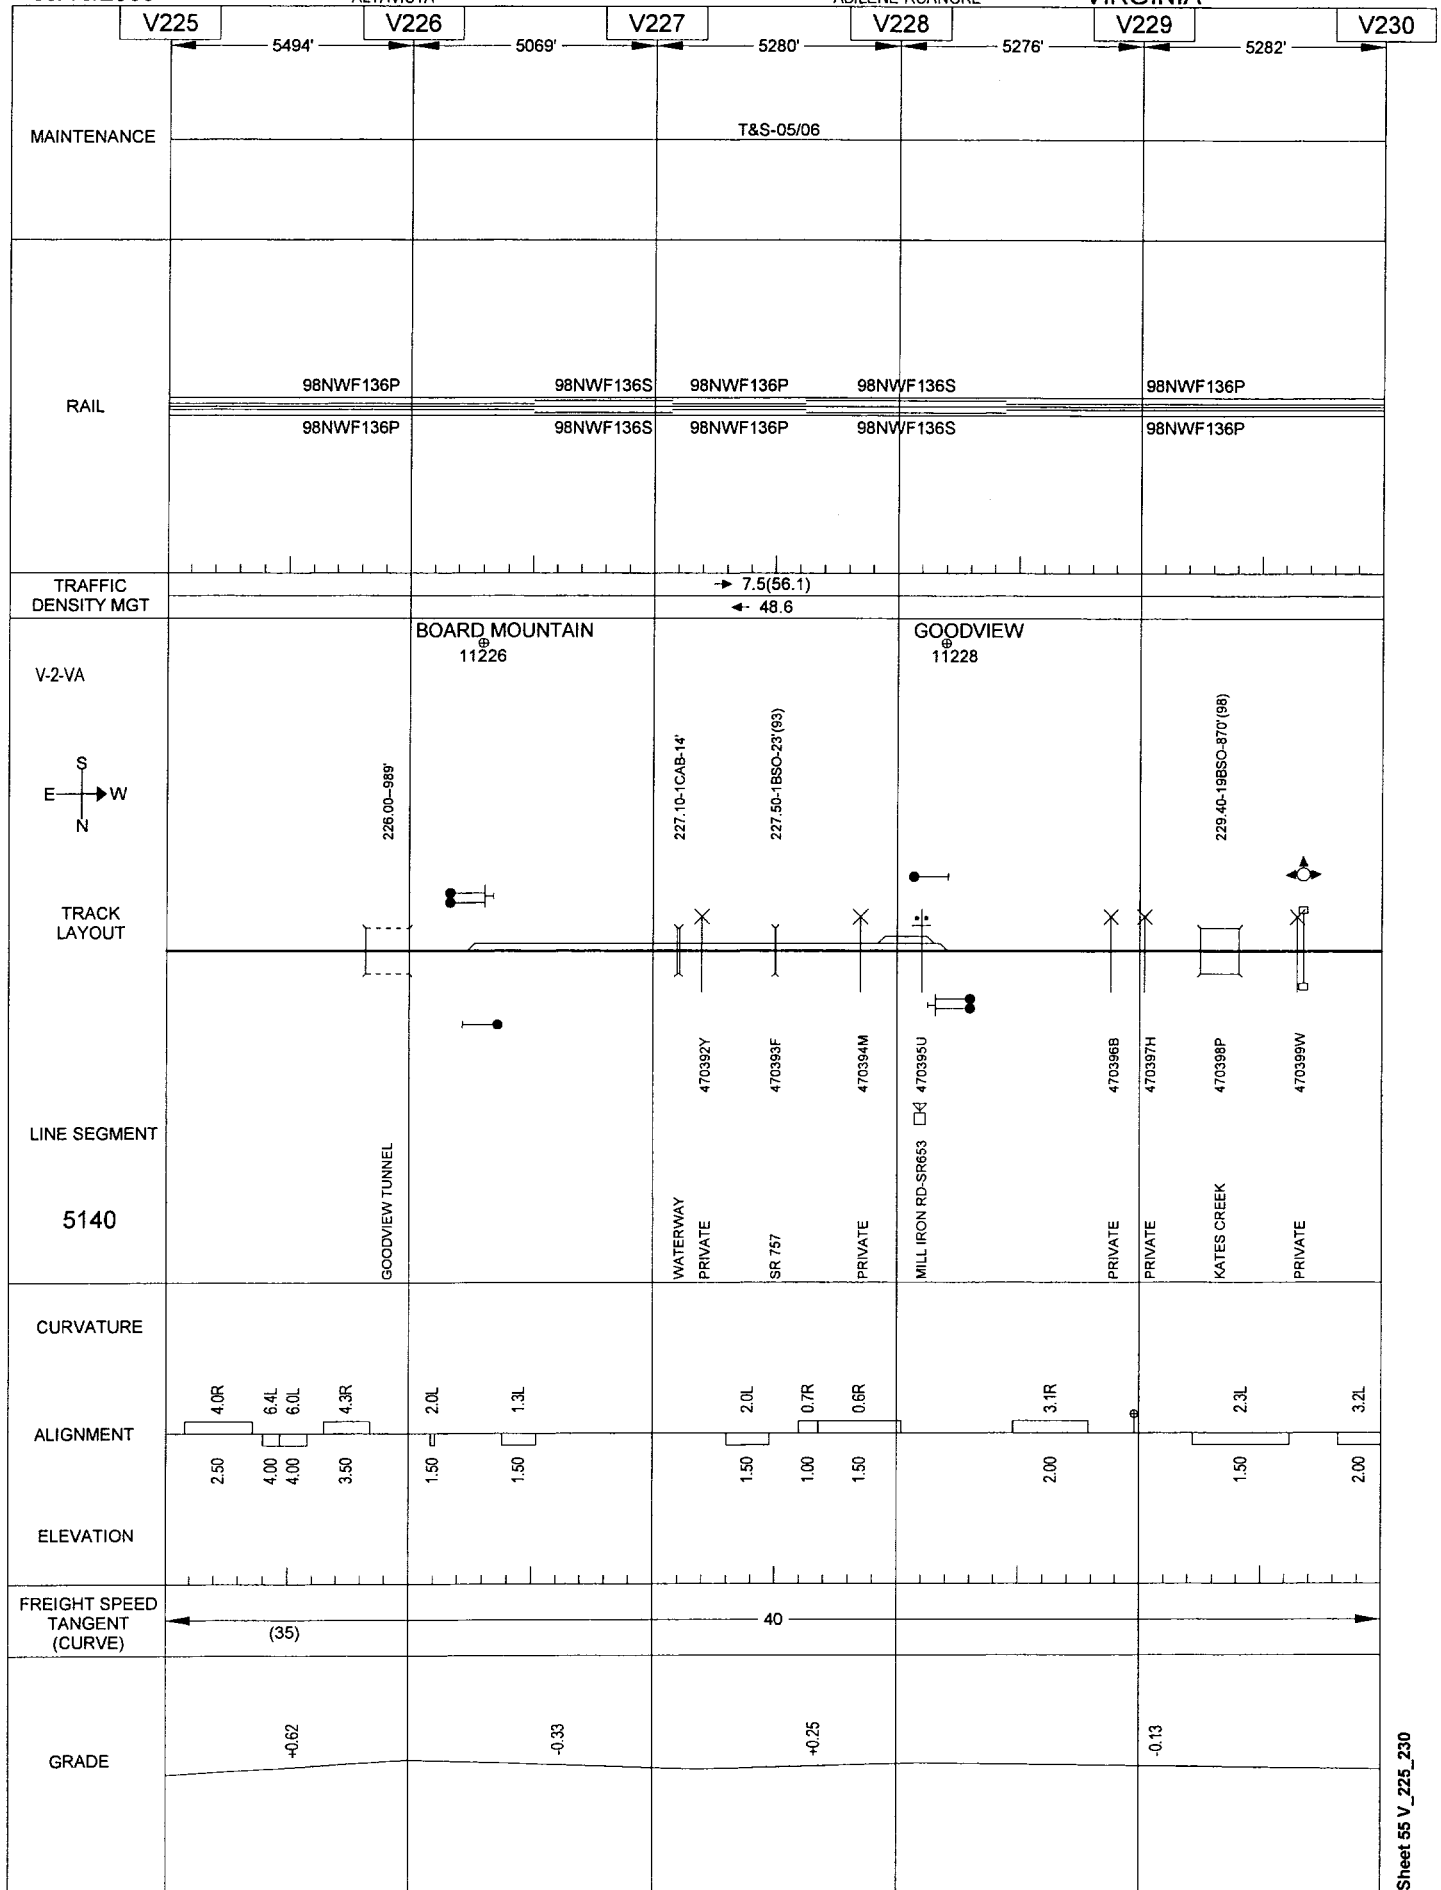 ALTAVISTA
ABILENE-ROANOKE
VIRGINIA
V225 V226 V227 V228 V229 V230
5494' 5069' 5280' 5276' 5282'
MAINTENANCE
T&S-05/06
RAIL
98NWF136P 98NWF136S 98NWF136P 98NWF136S 98NWF136P
98NWF136P 98NWF136S 98NWF136P 98NWF136S 98NWF136P
TRAFFIC
DENSITY MGT
7.5(56.1)
48.6
BOARD MOUNTAIN
11226
GOODVIEW
11228
V-2-VA
S
E W
N
226.00--989'
227.10-1CAB-14'
227.50-1BSO-23'(93)
229.40-19BSO-870'(98)
TRACK
LAYOUT
470392Y
470393F
470394M
470395U
470396B
470397H
470398P
470399W
LINE SEGMENT
5140
GOODVIEW TUNNEL
WATERWAY
PRIVATE
SR 757
PRIVATE
MILL IRON RD-SR653
PRIVATE
PRIVATE
KATES CREEK
PRIVATE
CURVATURE
4.0R 6.4L 6.0L 4.3R 2.0L 1.3L 2.0L 0.7R 0.6R 3.1R 2.3L 3.2L
ALIGNMENT
2.50 4.00 4.00 3.50 1.50 1.50 1.50 1.00 1.50 2.00 1.50 2.00
ELEVATION
FREIGHT SPEED
TANGENT
(CURVE)
40
(35)
GRADE
+0.62 -0.33 +0.25 -0.13
Sheet 55 V_225_230